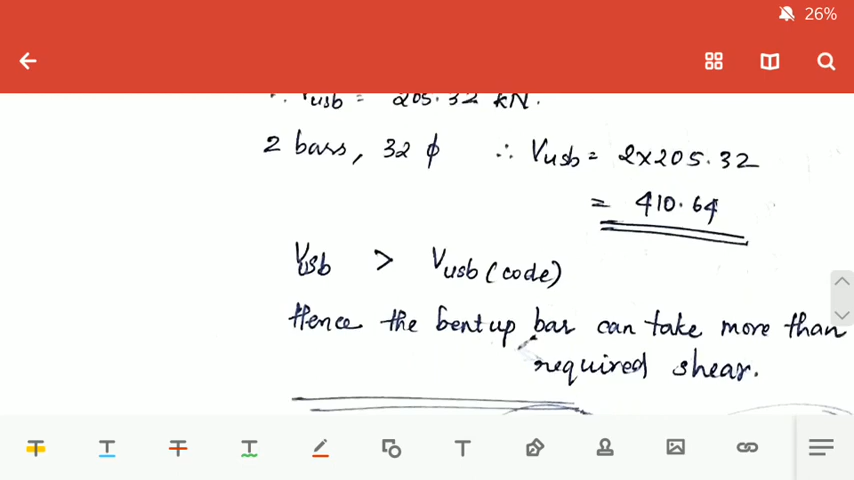 26%
∴ Vusb = 205.32 kN.
2 bars, 32 ϕ ∴ Vusb = 2x205.32
= 410.64
Vusb > Vusb (code)
Hence the bent up bar can take more than
required shear.
T T T T T